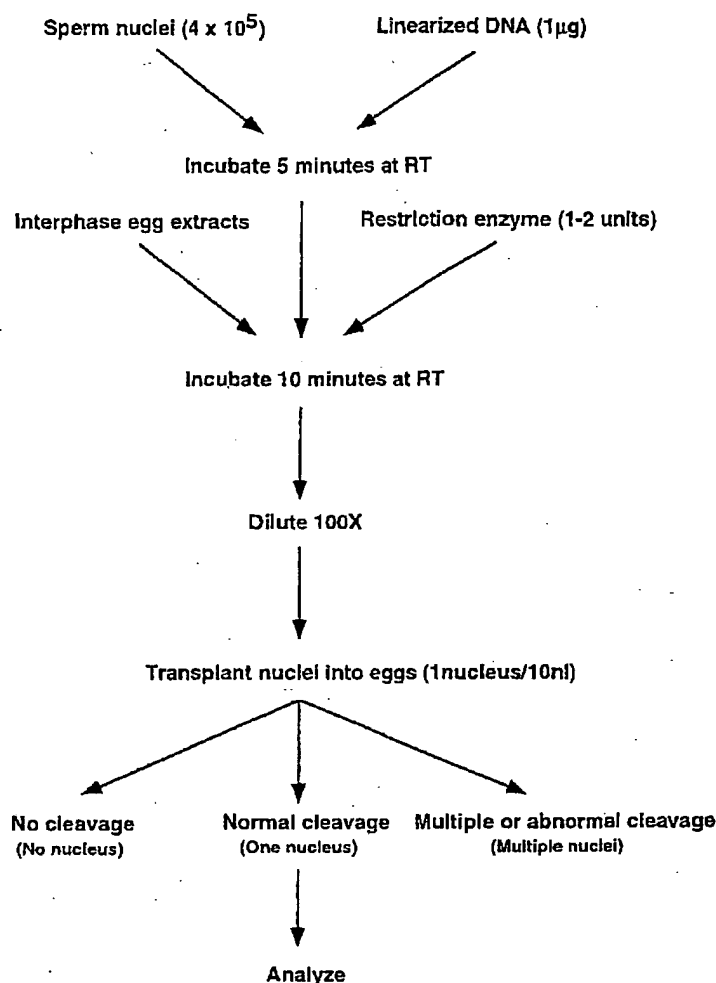 Sperm nuclei (4 x 10⁵)
Linearized DNA (1µg)
Incubate 5 minutes at RT
Interphase egg extracts
Restriction enzyme (1-2 units)
Incubate 10 minutes at RT
Dilute 100X
Transplant nuclei into eggs (1nucleus/10nl)
No cleavage
(No nucleus)
Normal cleavage
(One nucleus)
Multiple or abnormal cleavage
(Multiple nuclei)
Analyze